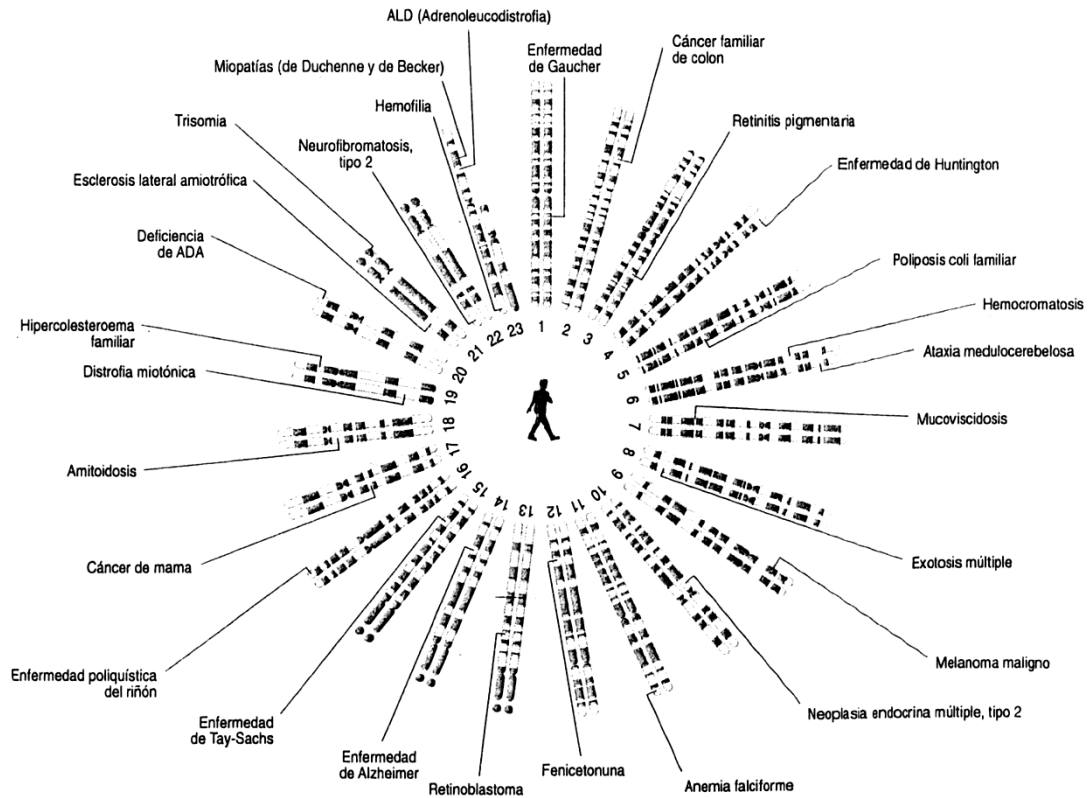 ALD (Adrenoleucodistrofia)
Miopatías (de Duchenne y de Becker)
Hemofilia
Trisomia
Neurofibromatosis,
tipo 2
Esclerosis lateral amiotrófica
Deficiencia
de ADA
Hipercolesteroema
familiar
Distrofia miotónica
Amitoidosis
Cáncer de mama
Enfermedad poliquística
del riñón
Enfermedad
de Tay-Sachs
Enfermedad
de Alzheimer
Retinoblastoma
Fenicetonuna
Anemia falciforme
Neoplasia endocrina múltiple, tipo 2
Melanoma maligno
Exotosis múltiple
Mucoviscidosis
Ataxia medulocerebelosa
Hemocromatosis
Poliposis coli familiar
Enfermedad de Huntington
Retinitis pigmentaria
Cáncer familiar
de colon
Enfermedad
de Gaucher
1
2
3
4
5
6
7
8
9
10
11
12
13
14
15
16
17
18
19
20
21
22
23